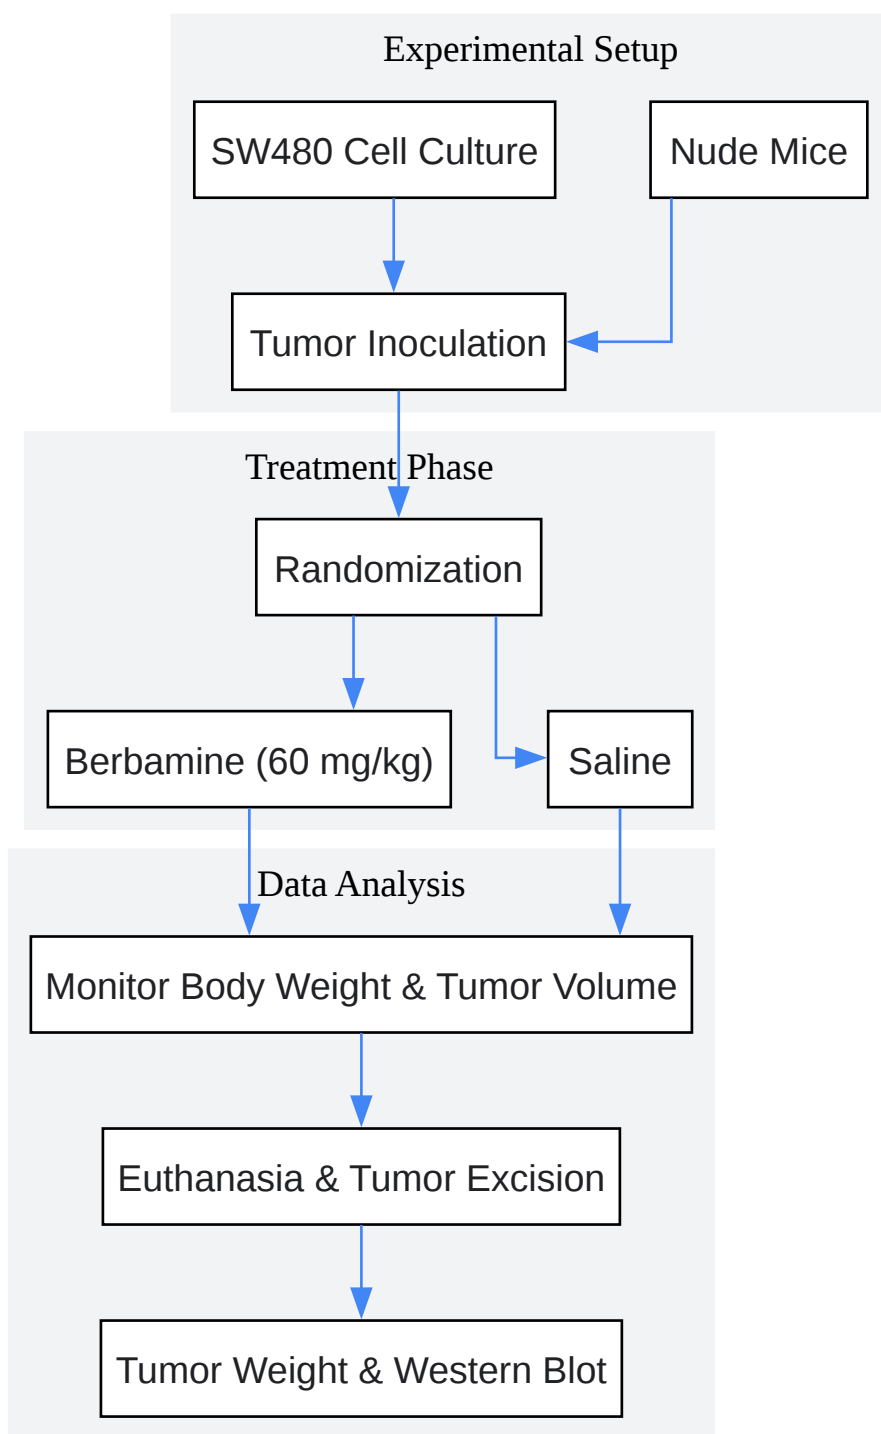 Experimental Setup
SW480 Cell Culture
Nude Mice
Tumor Inoculation
Treatment Phase
Randomization
Berbamine (60 mg/kg)
Saline
Data Analysis
Monitor Body Weight & Tumor Volume
Euthanasia & Tumor Excision
Tumor Weight & Western Blot